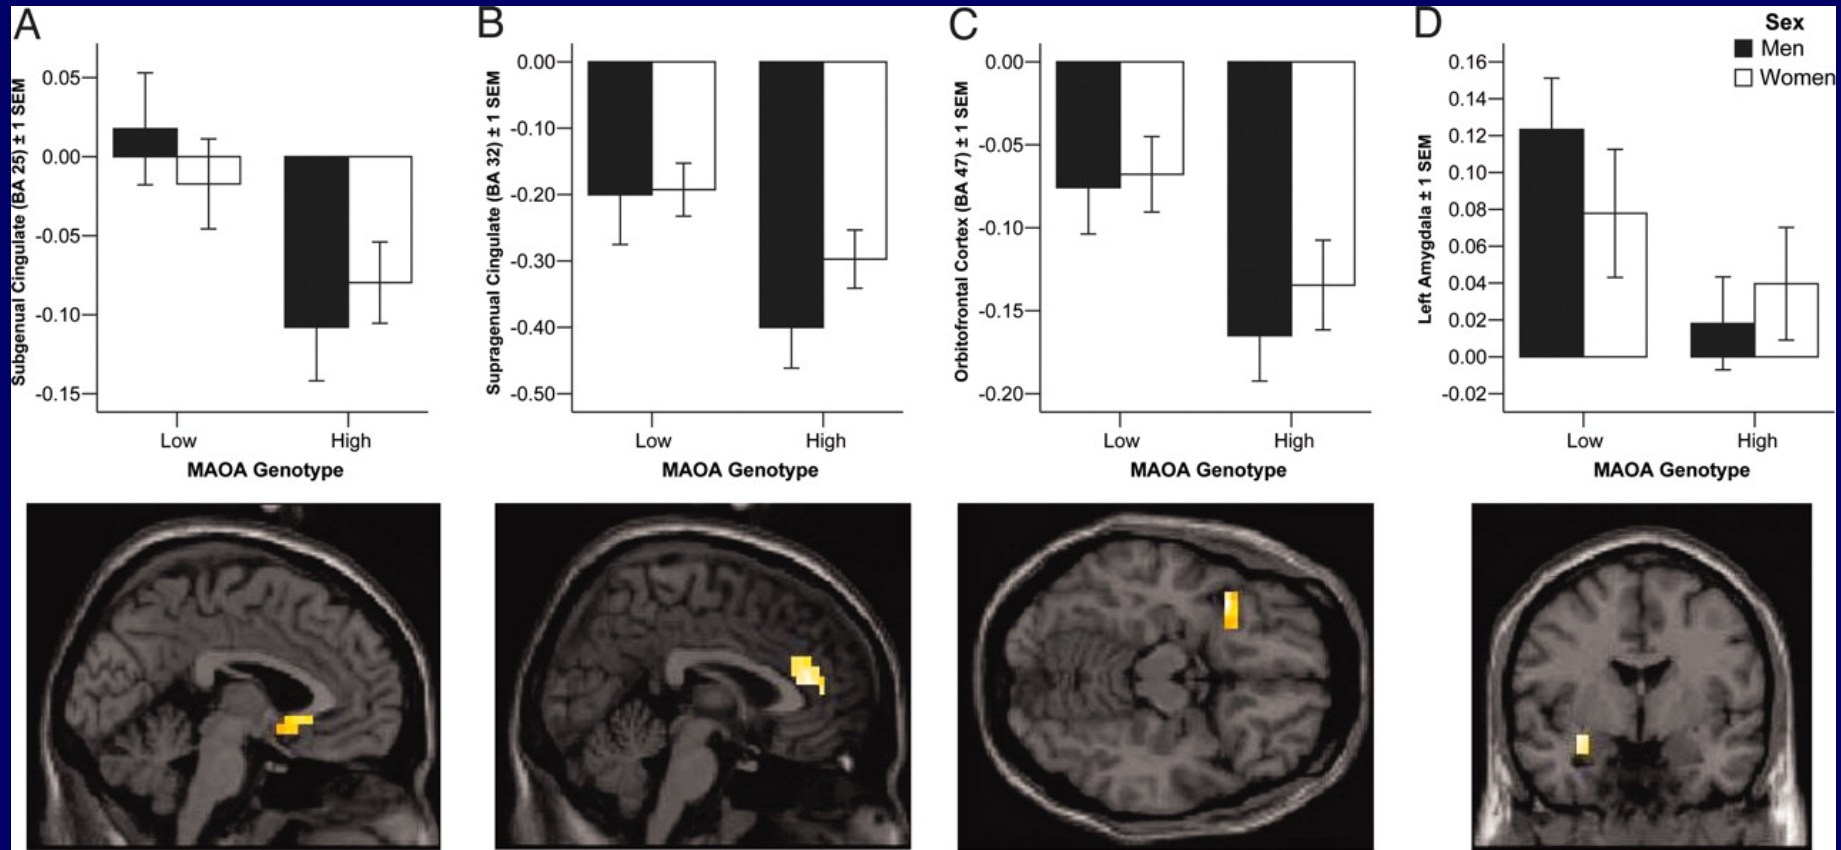 A
Subgenual Cingulate (BA 25) ± 1 SEM
0.05
0.00
-0.05
-0.10
-0.15
Low High
MAOA Genotype
B
Supragenual Cingulate (BA 32) ± 1 SEM
0.00
-0.10
-0.20
-0.30
-0.40
-0.50
Low High
MAOA Genotype
C
Orbitofrontal Cortex (BA 47) ± 1 SEM
0.00
-0.05
-0.10
-0.15
-0.20
Low High
MAOA Genotype
D
Left Amygdala ± 1 SEM
0.16
0.14
0.12
0.10
0.08
0.06
0.04
0.02
0.00
-0.02
Low High
MAOA Genotype
Sex
Men
Women